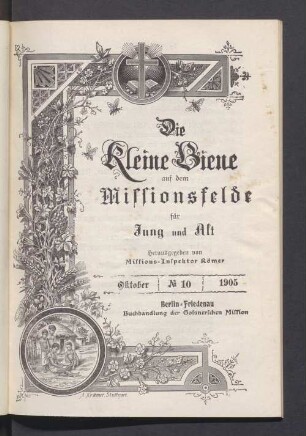 Die
Kleine Biene
auf dem
Missionsfelde
für
Jung und Alt
Herausgegeben von
Missions-Inspektor Römer
Oktober № 10 1905
Berlin-Friedenau
Buchhandlung der Goßnerschen Mission